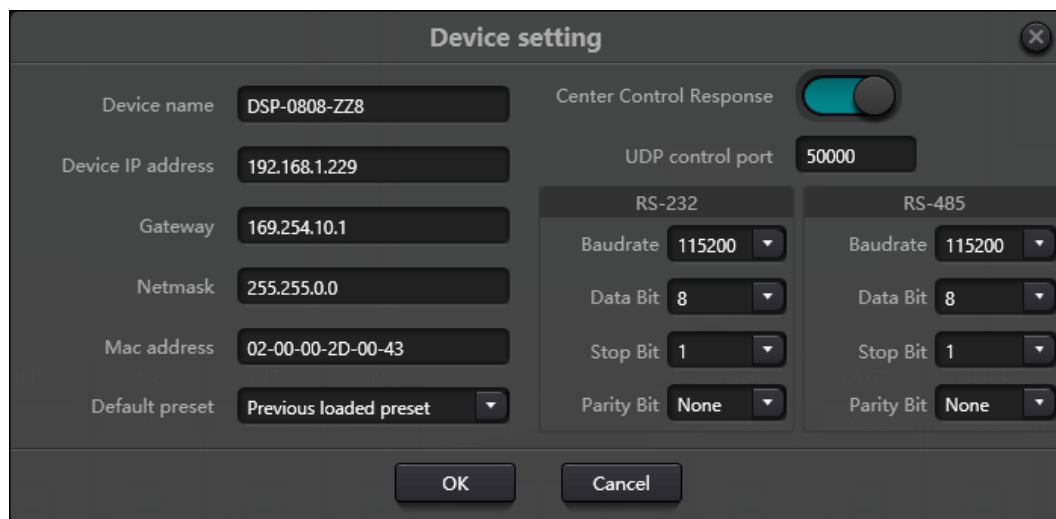 Device setting
Device name DSP-0808-ZZ8
Device IP address 192.168.1.229
Gateway 169.254.10.1
Netmask 255.255.0.0
Mac address 02-00-00-2D-00-43
Default preset Previous loaded preset
Center Control Response
UDP control port 50000
RS-232
Baudrate 115200
Data Bit 8
Stop Bit 1
Parity Bit None
RS-485
Baudrate 115200
Data Bit 8
Stop Bit 1
Parity Bit None
OK Cancel